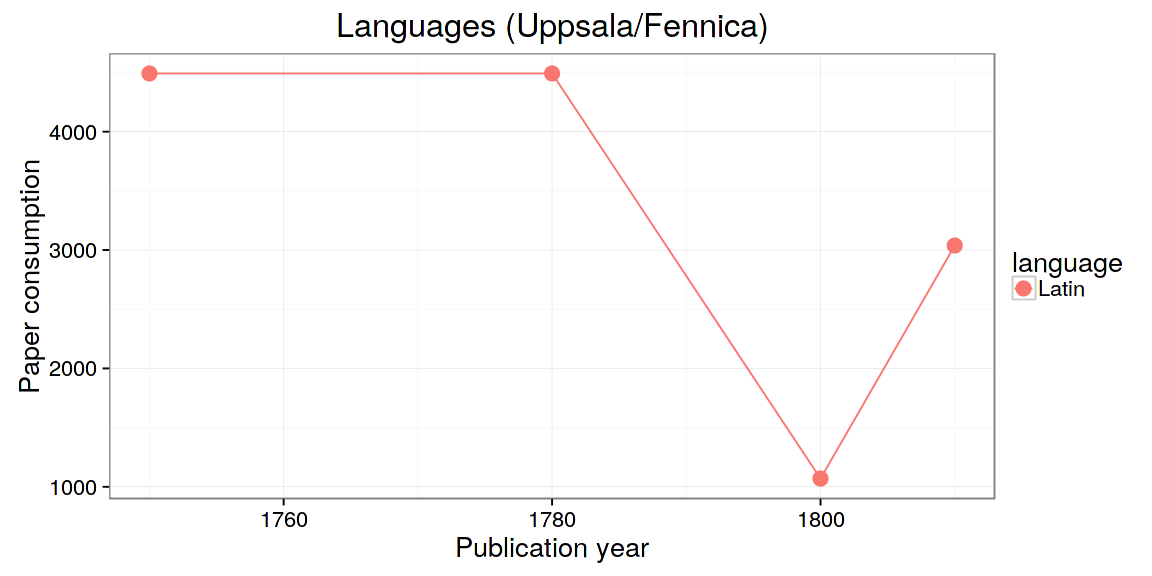 Languages (Uppsala/Fennica)
Paper consumption
4000
3000
2000
1000
1760 1780 1800
Publication year
language
Latin